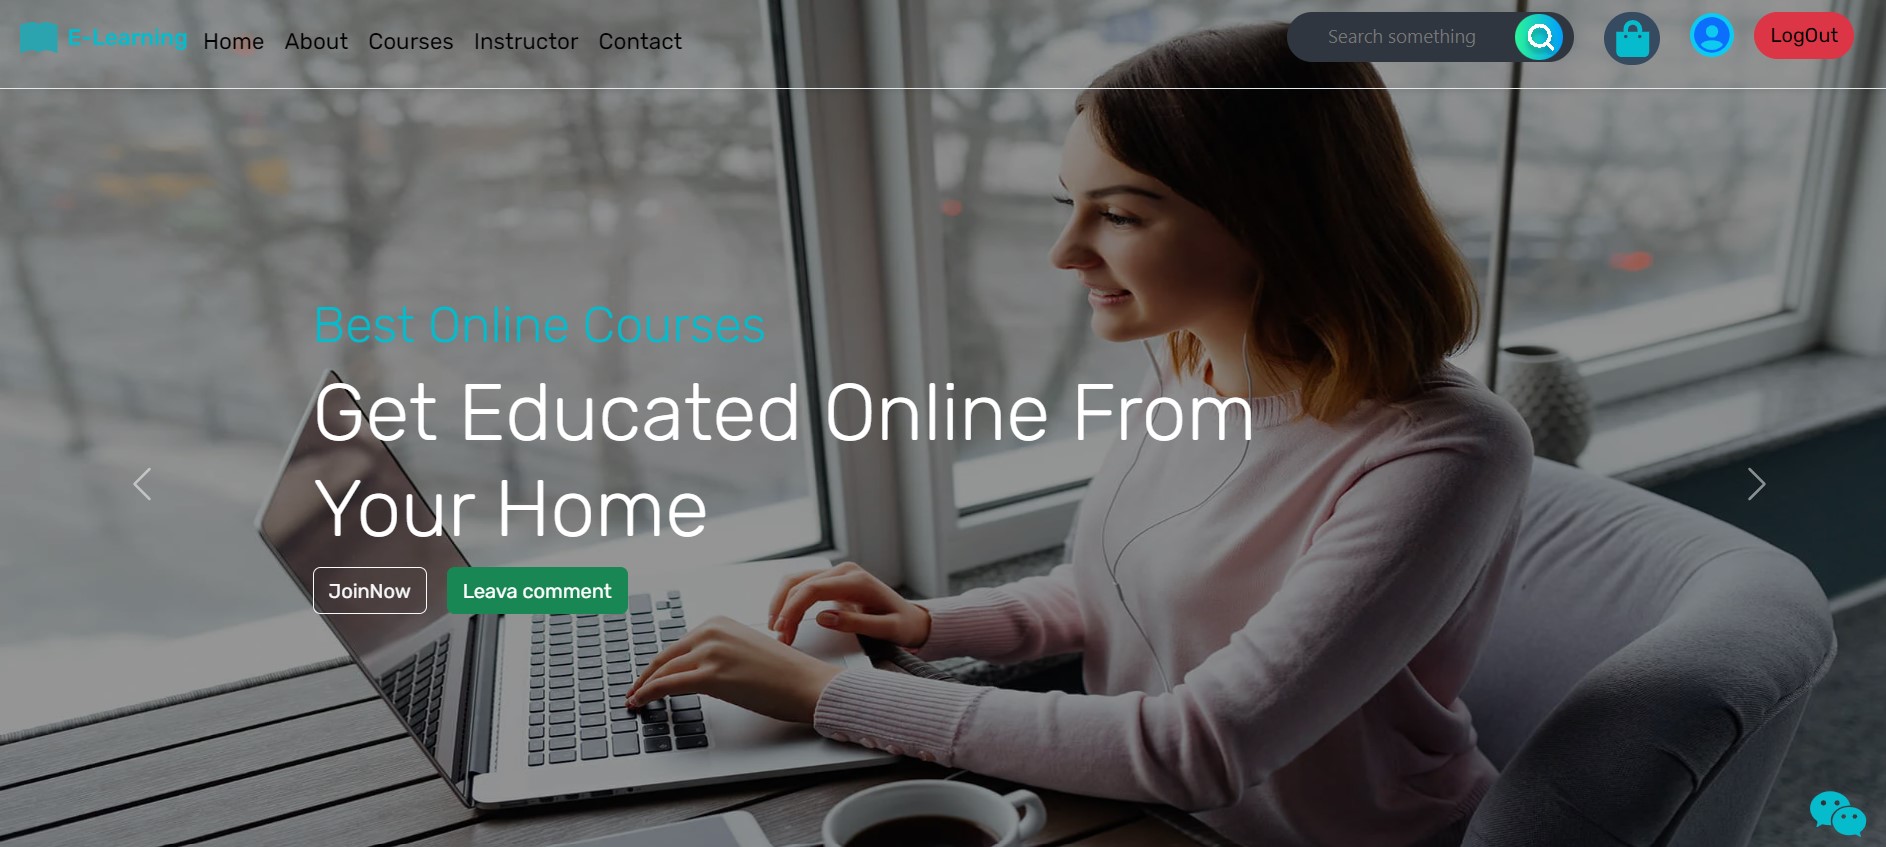 E-Learning Home About Courses Instructor Contact Search something LogOut
Best Online Courses
Get Educated Online From
Your Home
JoinNow Leava comment